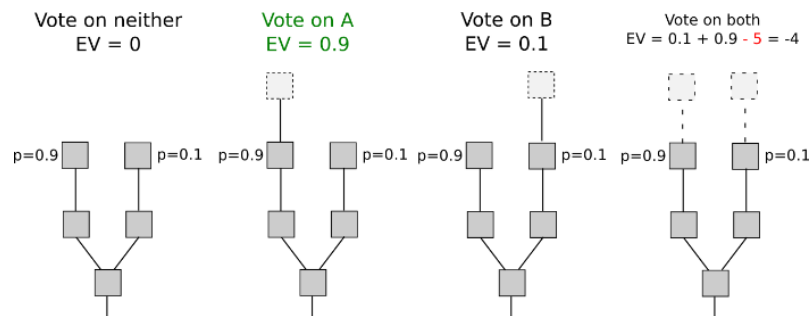 Vote on neither
EV = 0
Vote on A
EV = 0.9
Vote on B
EV = 0.1
Vote on both
EV = 0.1 + 0.9 - 5 = -4
p=0.9
p=0.1
p=0.9
p=0.1
p=0.9
p=0.1
p=0.9
p=0.1